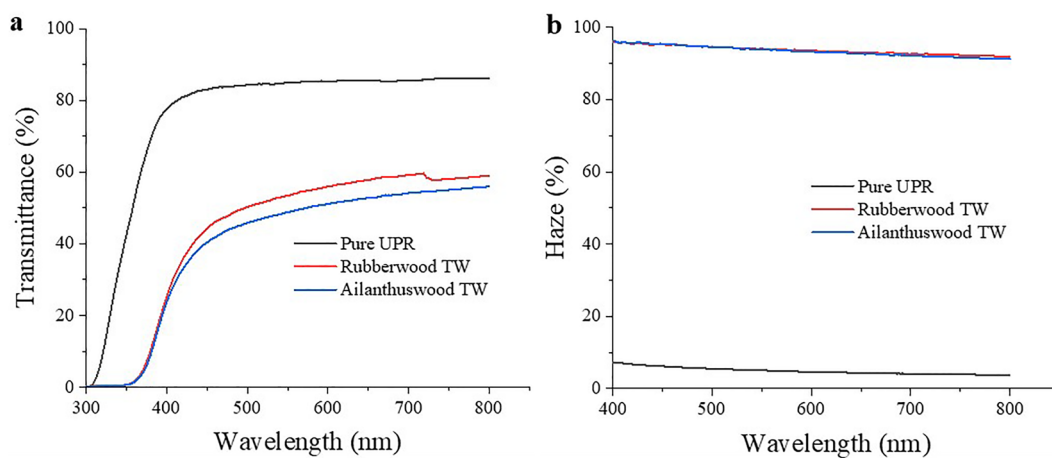 a
100
80
60
40
20
0
Transmittance (%)
Pure UPR
Rubberwood TW
Ailanthuswood TW
300 400 500 600 700 800
Wavelength (nm)
b
100
80
60
40
20
0
Haze (%)
Pure UPR
Rubberwood TW
Ailanthuswood TW
400 500 600 700 800
Wavelength (nm)